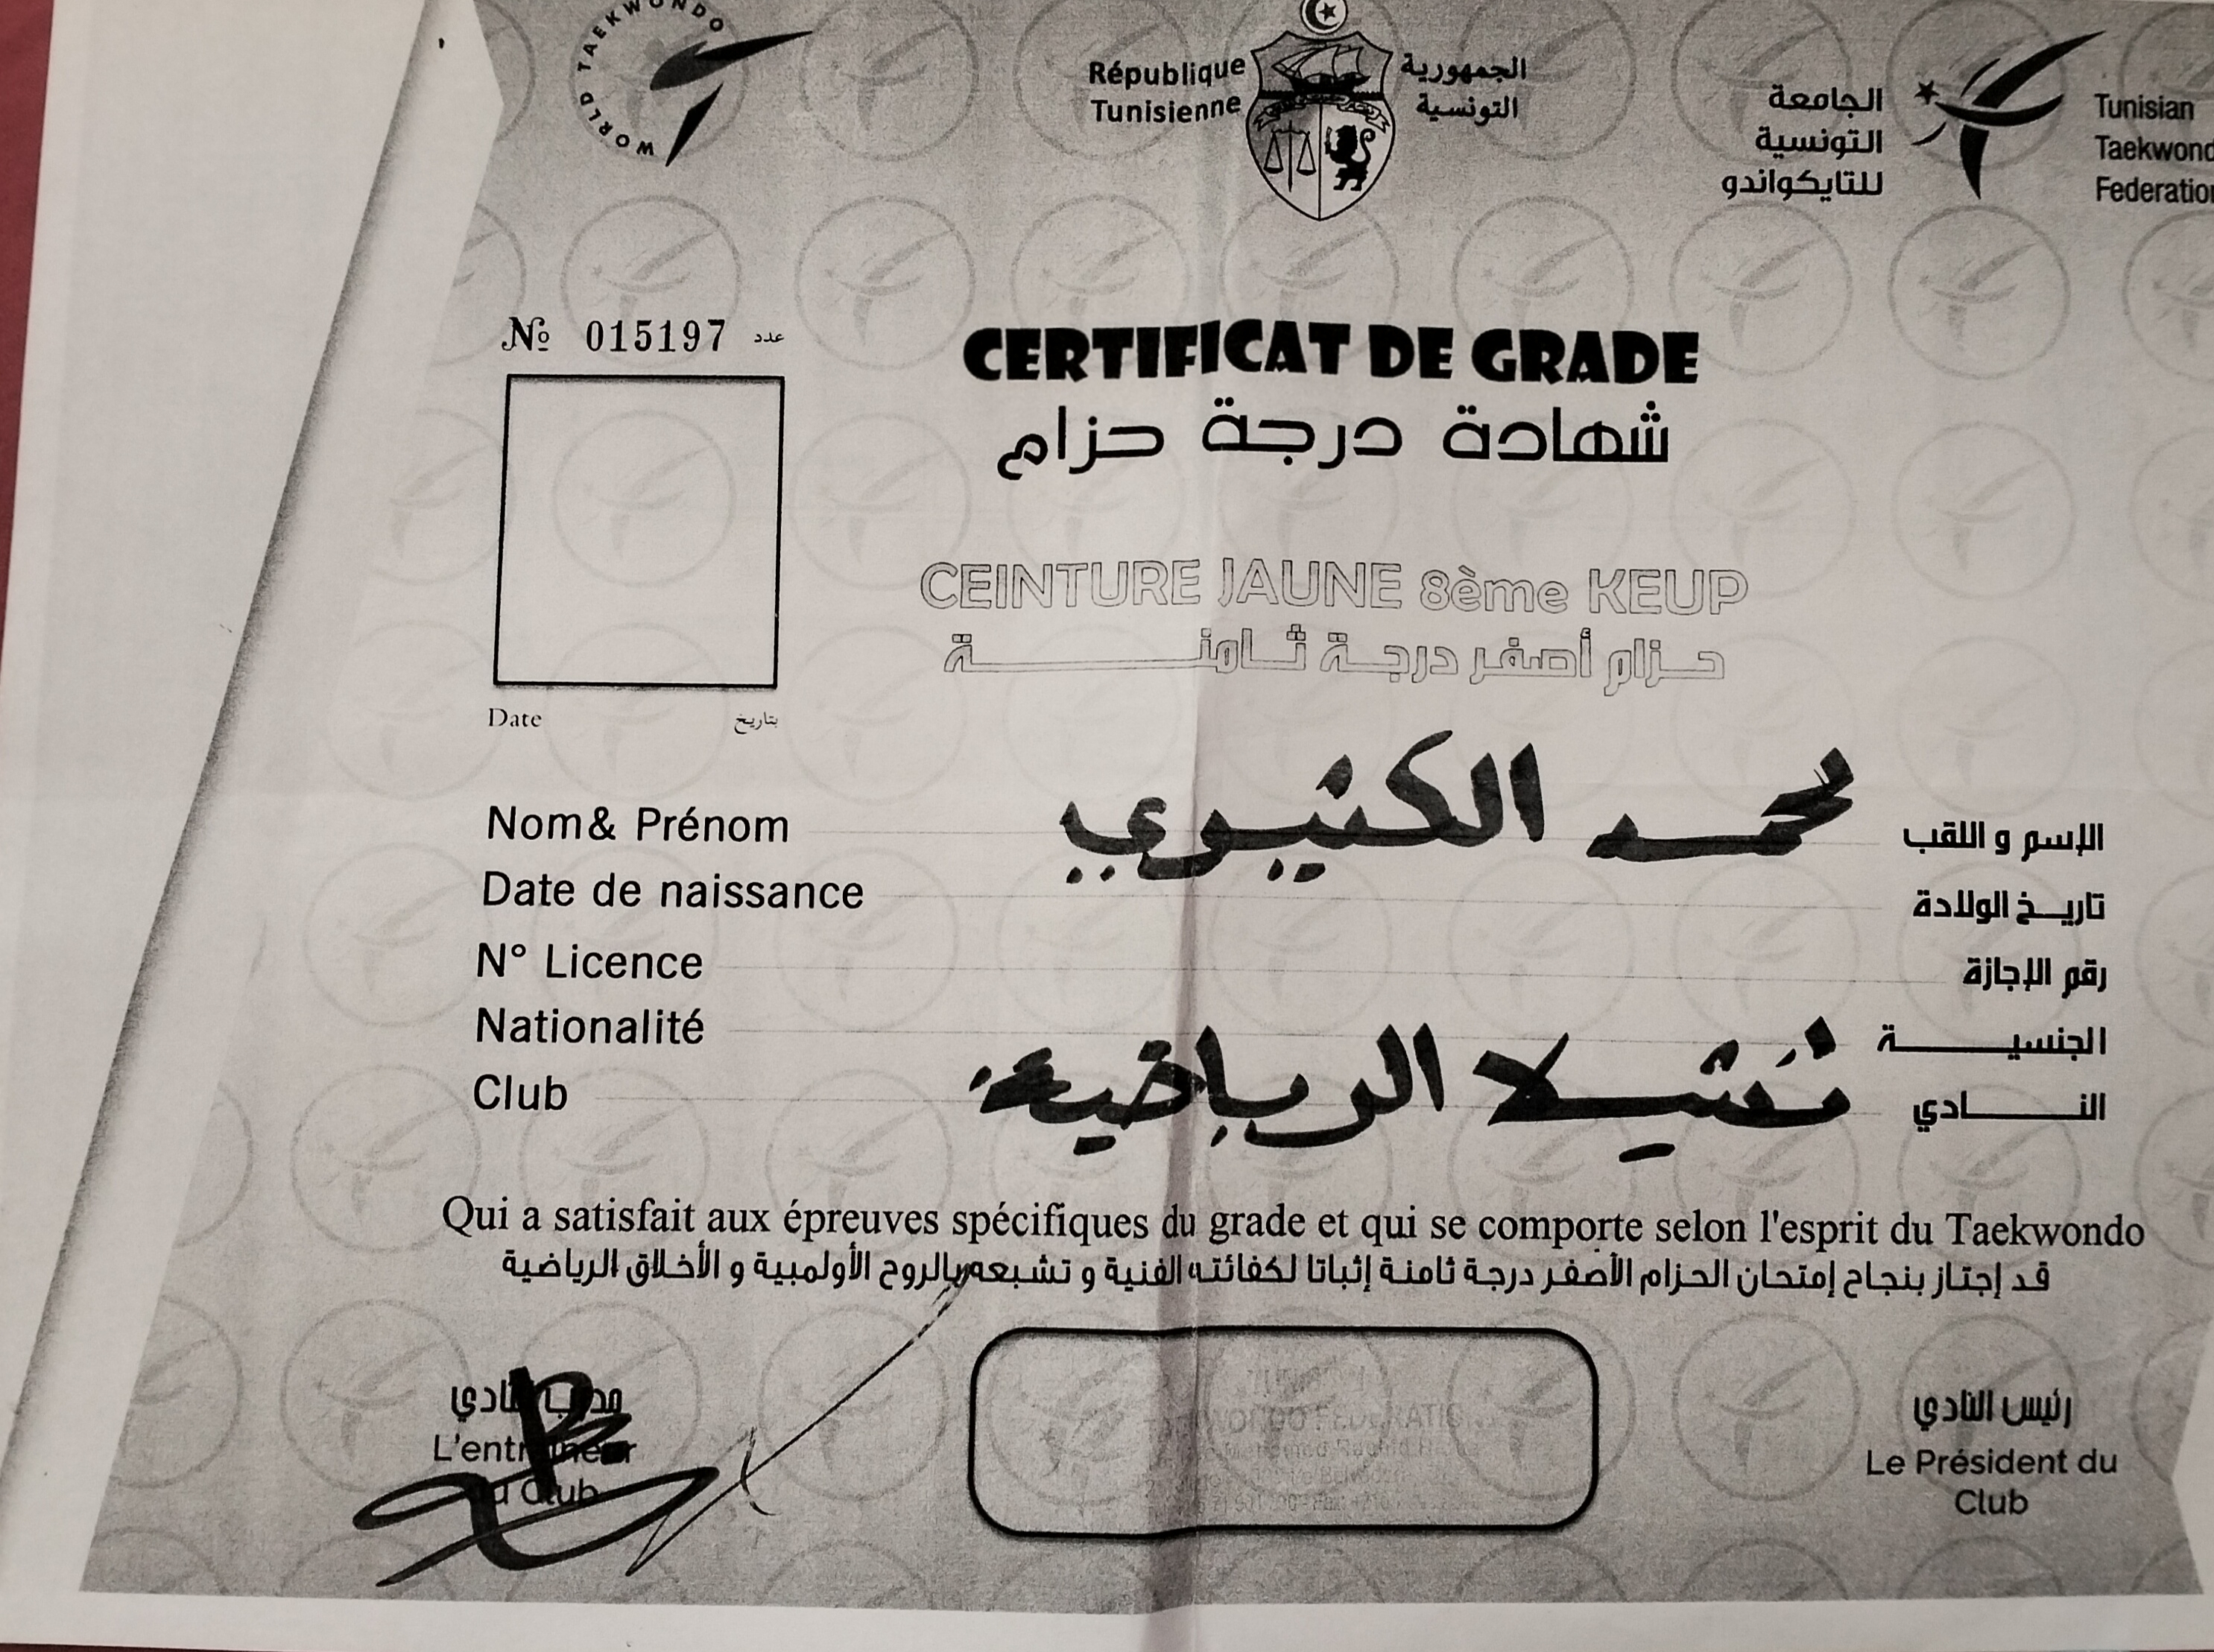 WORLD TAEKWONDO
République
Tunisienne
الجمهورية
التونسية
الجامعة
التونسية
للتايكواندو
Tunisian
Taekwond
Federation
№ 015197 عدد
CERTIFICAT DE GRADE
شهادة درجة حزام
CEINTURE JAUNE 8ème KEUP
حزام أصفر درجة ثامنة
Date بتاريخ
Nom& Prénom محمد الكنيوي الإسم و اللقب
Date de naissance تاريخ الولادة
N° Licence رقم الإجازة
Nationalité الجنسية
Club الرياضية النادي
Qui a satisfait aux épreuves spécifiques du grade et qui se comporte selon l'esprit du Taekwondo
قد إجتاز بنجاح إمتحان الحزام الأصفر درجة ثامنة إثباتا لكفائته الفنية و تشبعه بالروح الأولمبية و الأخلاق الرياضية
مدرب النادي
L'entraineur
du Club
رئيس النادي
Le Président du
Club